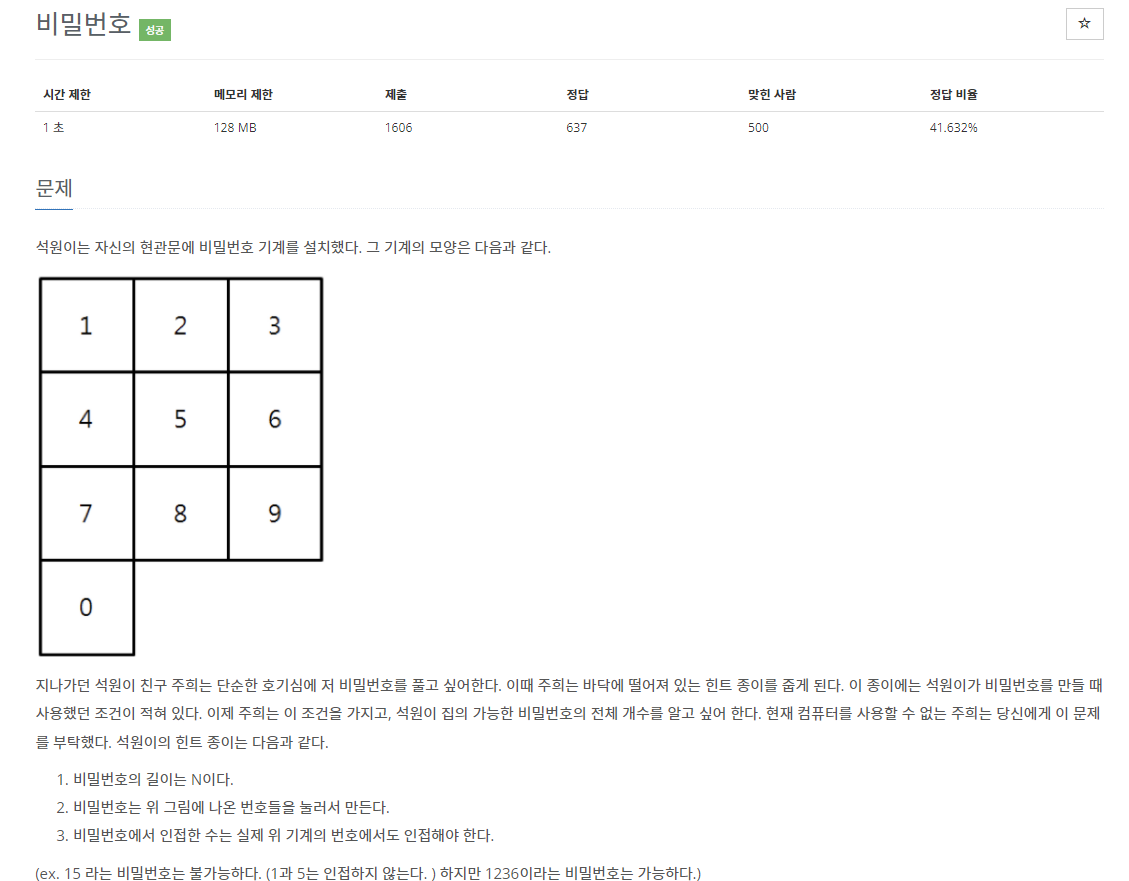 비밀번호 성공
☆
시간 제한 메모리 제한 제출 정답 맞힌 사람 정답 비율
1 초 128 MB 1606 637 500 41.632%
문제
석원이는 자신의 현관문에 비밀번호 기계를 설치했다. 그 기계의 모양은 다음과 같다.
1 2 3
4 5 6
7 8 9
0
지나가던 석원이 친구 주희는 단순한 호기심에 저 비밀번호를 풀고 싶어한다. 이때 주희는 바닥에 떨어져 있는 힌트 종이를 줍게 된다. 이 종이에는 석원이가 비밀번호를 만들 때
사용했던 조건이 적혀 있다. 이제 주희는 이 조건을 가지고, 석원이 집의 가능한 비밀번호의 전체 개수를 알고 싶어 한다. 현재 컴퓨터를 사용할 수 없는 주희는 당신에게 이 문제
를 부탁했다. 석원이의 힌트 종이는 다음과 같다.
1. 비밀번호의 길이는 N이다.
2. 비밀번호는 위 그림에 나온 번호들을 눌러서 만든다.
3. 비밀번호에서 인접한 수는 실제 위 기계의 번호에서도 인접해야 한다.
(ex. 15 라는 비밀번호는 불가능하다. (1과 5는 인접하지 않는다. ) 하지만 1236이라는 비밀번호는 가능하다.)